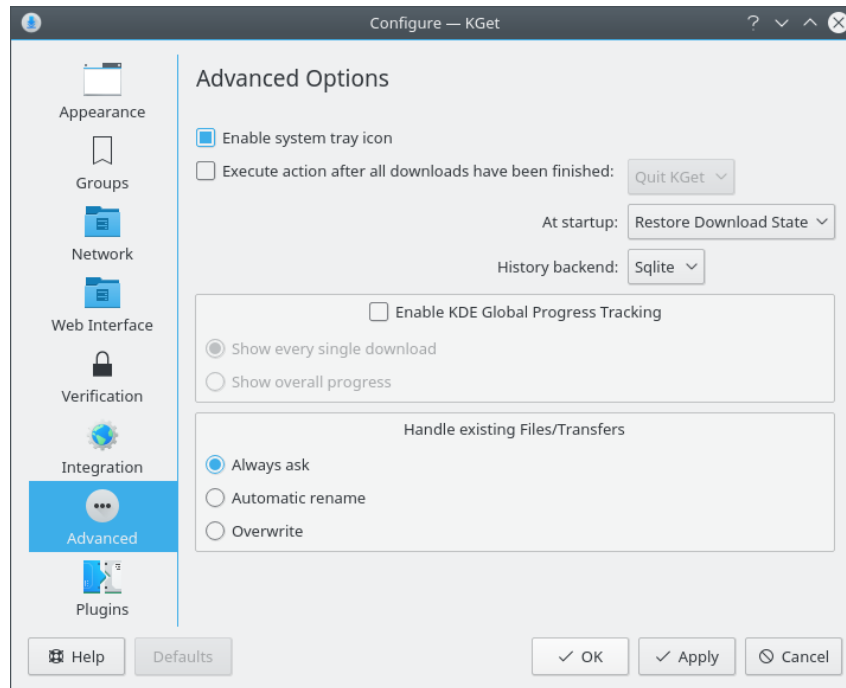 Configure — KGet
Appearance
Groups
Network
Web Interface
Verification
Integration
Advanced
Plugins
Advanced Options
Enable system tray icon
Execute action after all downloads have been finished: Quit KGet
At startup: Restore Download State
History backend: Sqlite
Enable KDE Global Progress Tracking
Show every single download
Show overall progress
Handle existing Files/Transfers
Always ask
Automatic rename
Overwrite
Help Defaults OK Apply Cancel